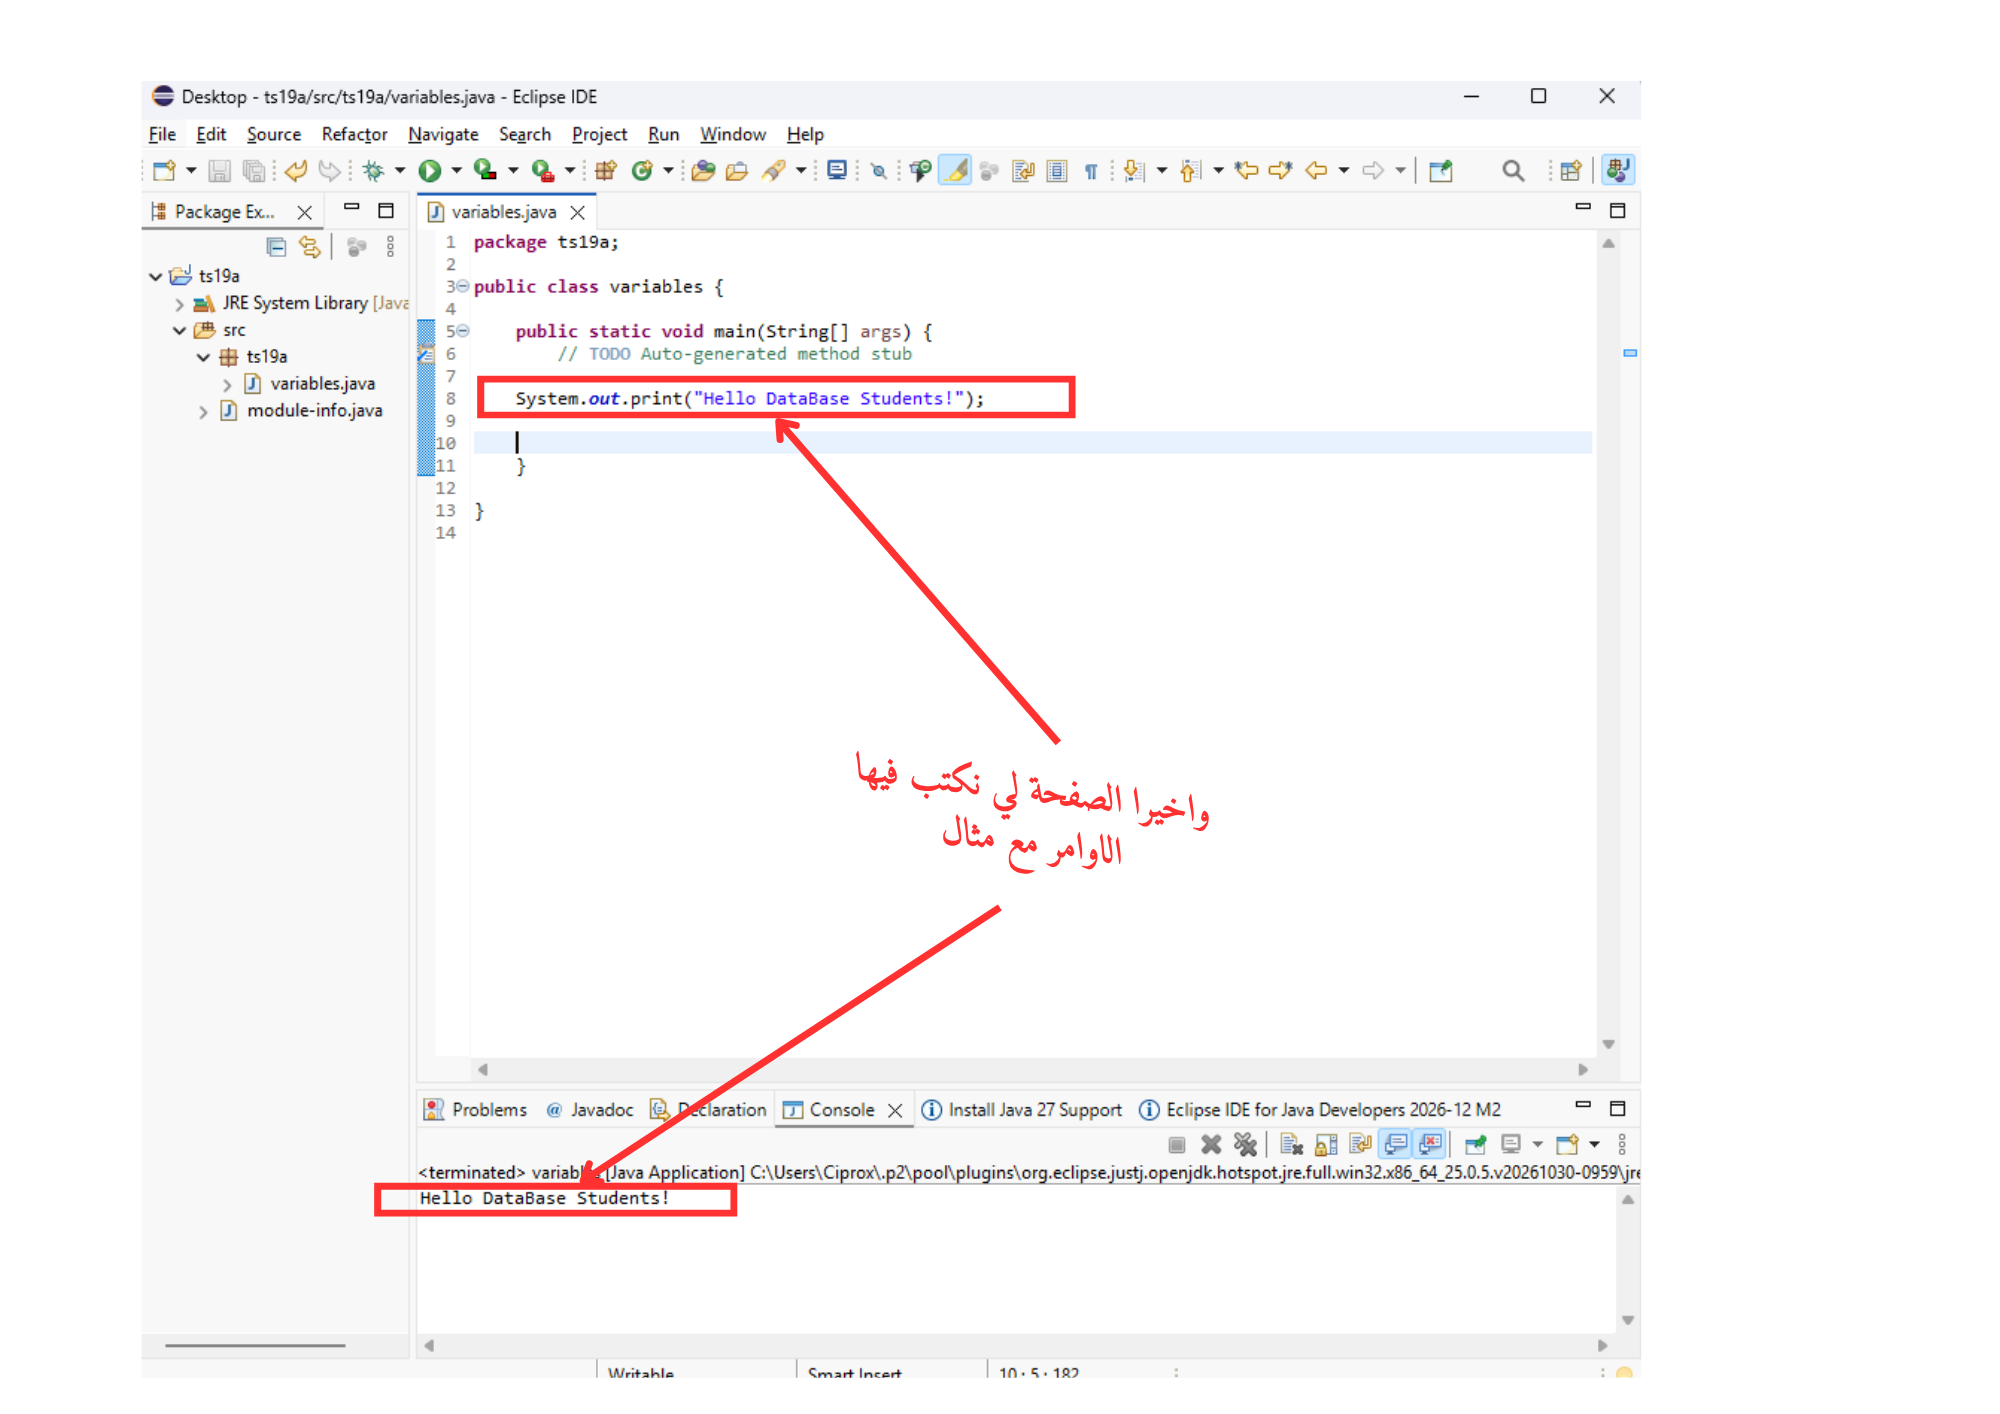 Desktop - ts19a/src/ts19a/variables.java - Eclipse IDE
File Edit Source Refactor Navigate Search Project Run Window Help
Package Ex...
variables.java
ts19a
JRE System Library [Java
src
ts19a
variables.java
module-info.java
1 package ts19a;
2
3 public class variables {
4
5 public static void main(String[] args) {
6 // TODO Auto-generated method stub
7
8 System.out.print("Hello DataBase Students!");
9
10
11 }
12
13 }
14
واخيرا الصفحة لي نكتب فيها
الاوامر مع مثال
Problems @ Javadoc Declaration Console Install Java 27 Support Eclipse IDE for Java Developers 2026-12 M2
<terminated> variables [Java Application] C:\Users\Ciprox\.p2\pool\plugins\org.eclipse.justj.openjdk.hotspot.jre.full.win32.x86_64_25.0.5.v20261030-0959\jre
Hello DataBase Students!
Writable Smart Insert 10 : 5 : 182